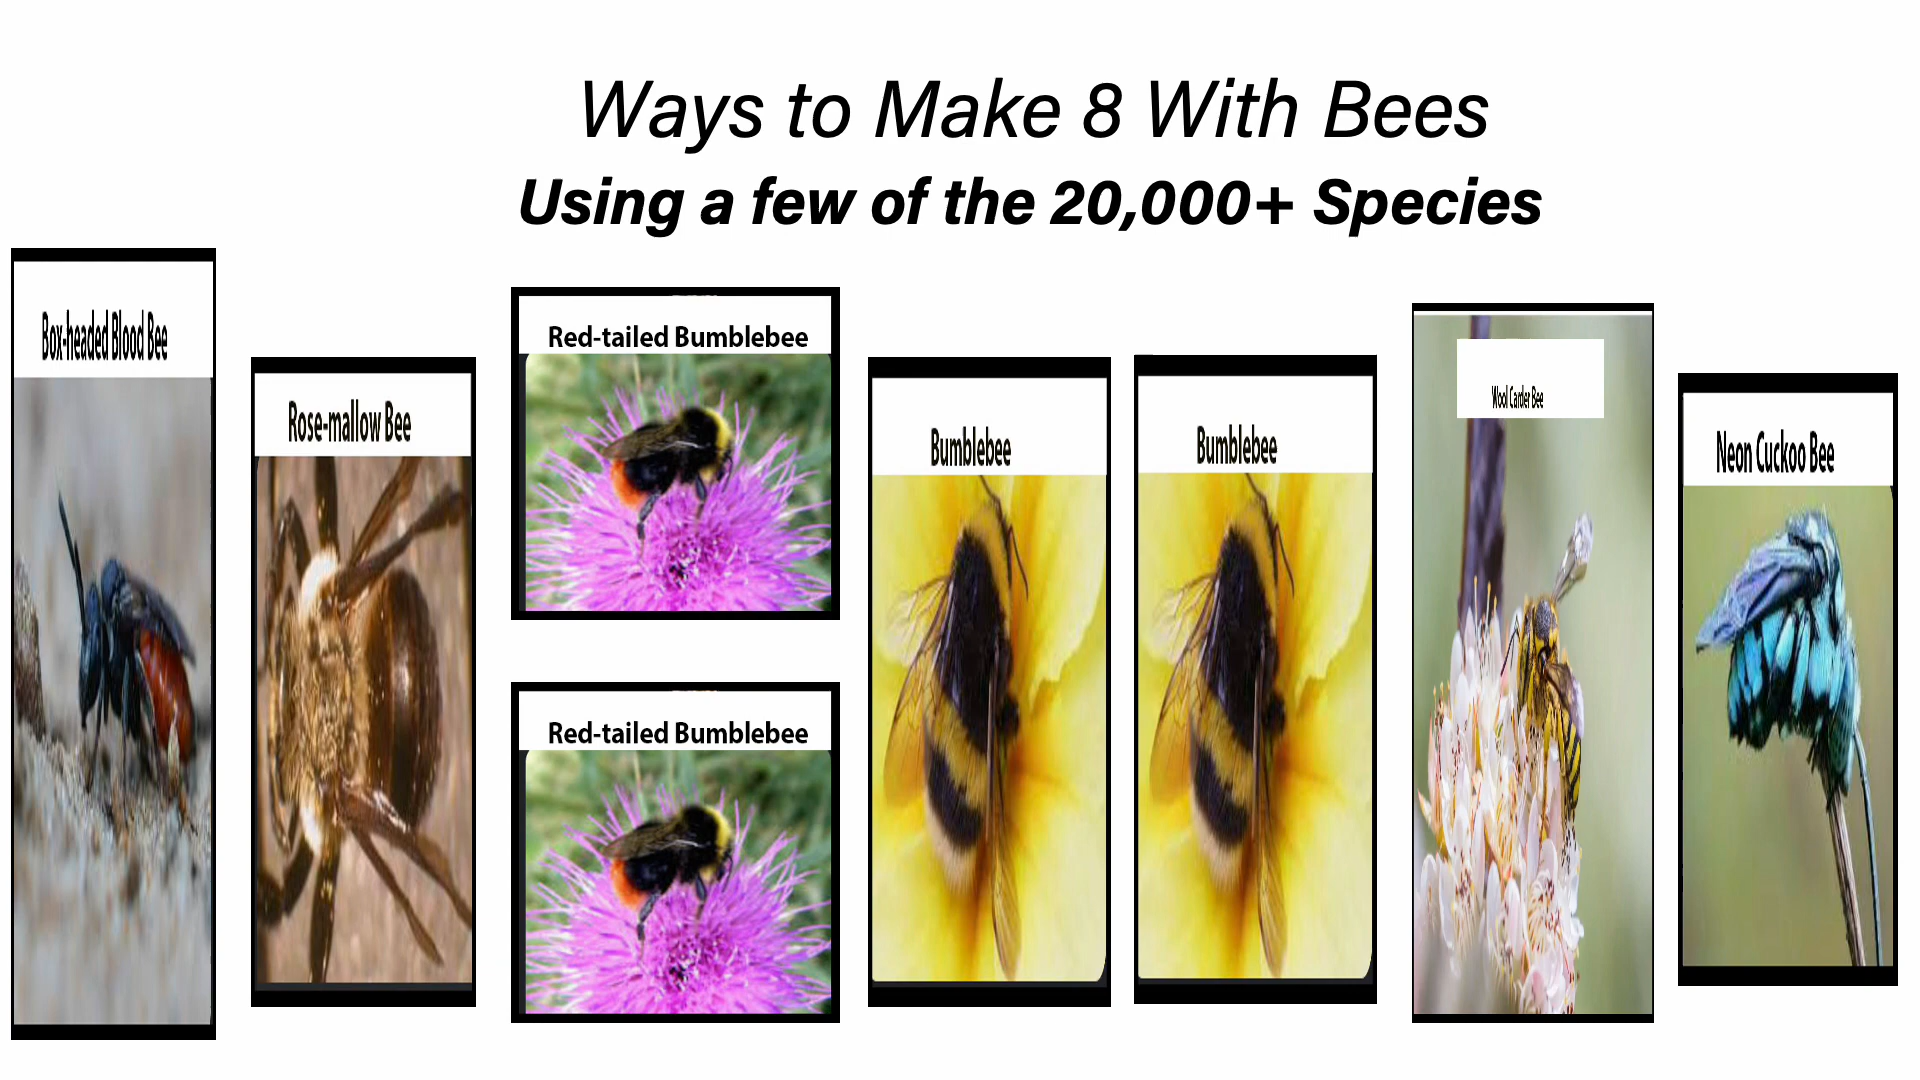 Ways to Make 8 With Bees
Using a few of the 20,000+ Species
Box-headed Blood Bee
Rose-mallow Bee
Red-tailed Bumblebee
Red-tailed Bumblebee
Bumblebee
Bumblebee
Wool Carder Bee
Neon Cuckoo Bee